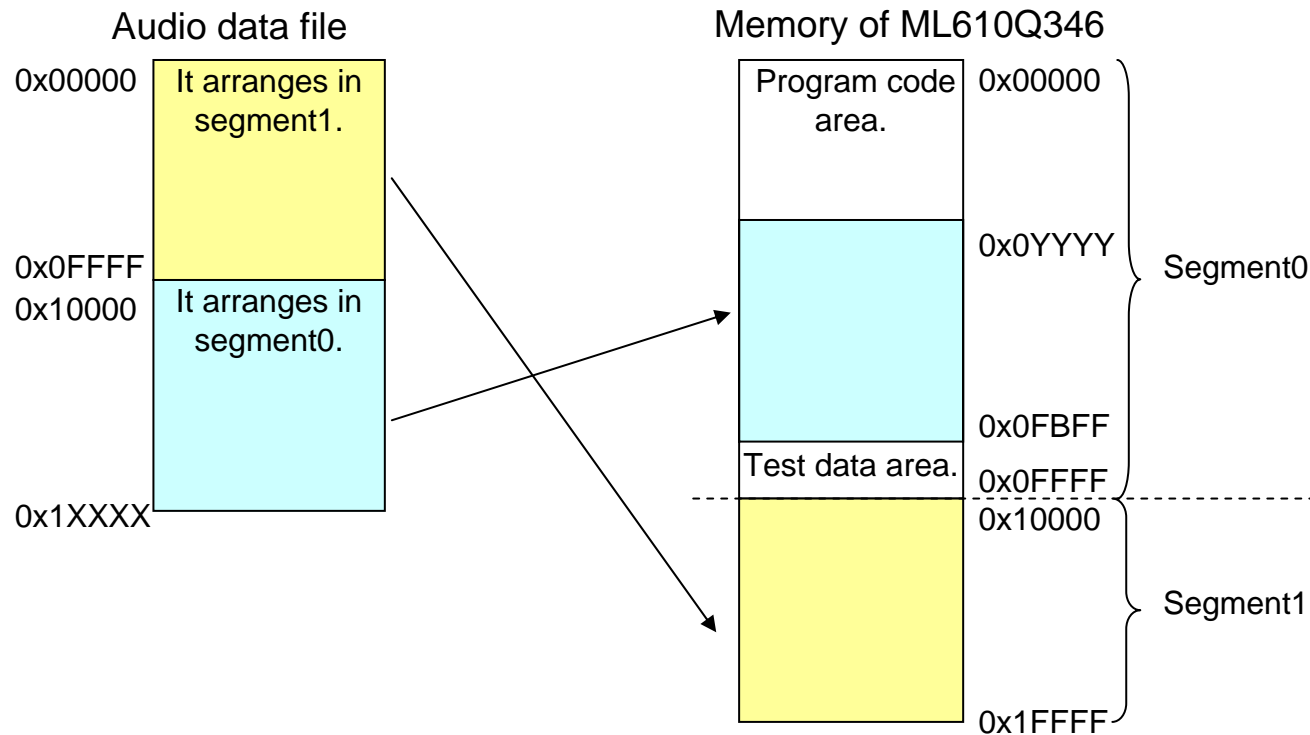 Audio data file
0x00000
It arranges in
segment1.
0x0FFFF
0x10000
It arranges in
segment0.
0x1XXXX
Memory of ML610Q346
Program code
area.
0x00000
0x0YYYY
Segment0
0x0FBFF
Test data area.
0x0FFFF
0x10000
Segment1
0x1FFFF